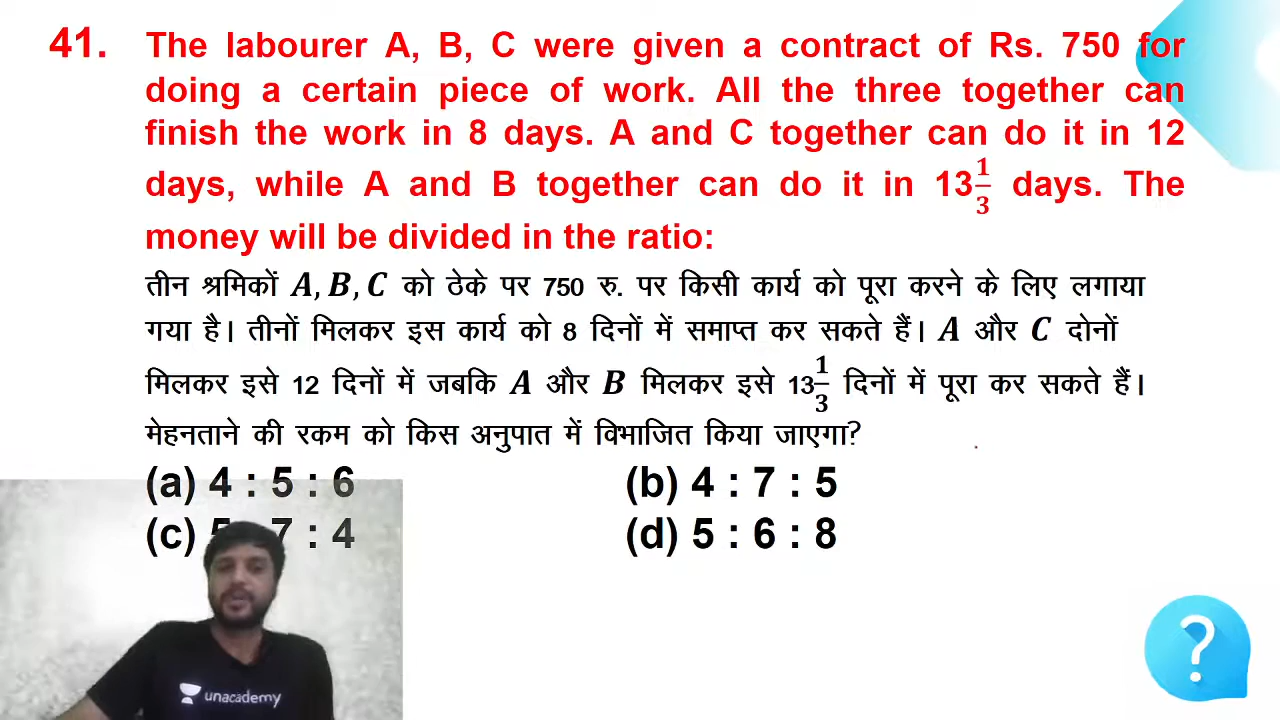 41. The labourer A, B, C were given a contract of Rs. 750 for
doing a certain piece of work. All the three together can
finish the work in 8 days. A and C together can do it in 12
days, while A and B together can do it in 13 1/3 days. The
money will be divided in the ratio:
तीन श्रमिकों A, B, C को ठेके पर 750 रु. पर किसी कार्य को पूरा करने के लिए लगाया
गया है। तीनों मिलकर इस कार्य को 8 दिनों में समाप्त कर सकते हैं। A और C दोनों
मिलकर इसे 12 दिनों में जबकि A और B मिलकर इसे 13 1/3 दिनों में पूरा कर सकते हैं।
मेहनताने की रकम को किस अनुपात में विभाजित किया जाएगा?
(a) 4 : 5 : 6 (b) 4 : 7 : 5
(c) 5 : 7 : 4 (d) 5 : 6 : 8
unacademy
?